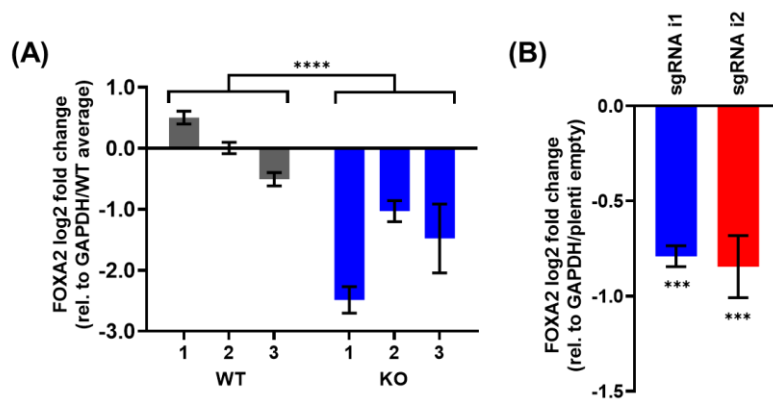 (A)
FOXA2 log2 fold change
(rel. to GAPDH/WT average)
1.0
0.0
-1.0
-2.0
-3.0
****
1 2 3 1 2 3
WT KO
(B)
sgRNA i1
sgRNA i2
FOXA2 log2 fold change
(rel. to GAPDH/plenti empty)
0.0
-0.5
-1.0
-1.5
***
***